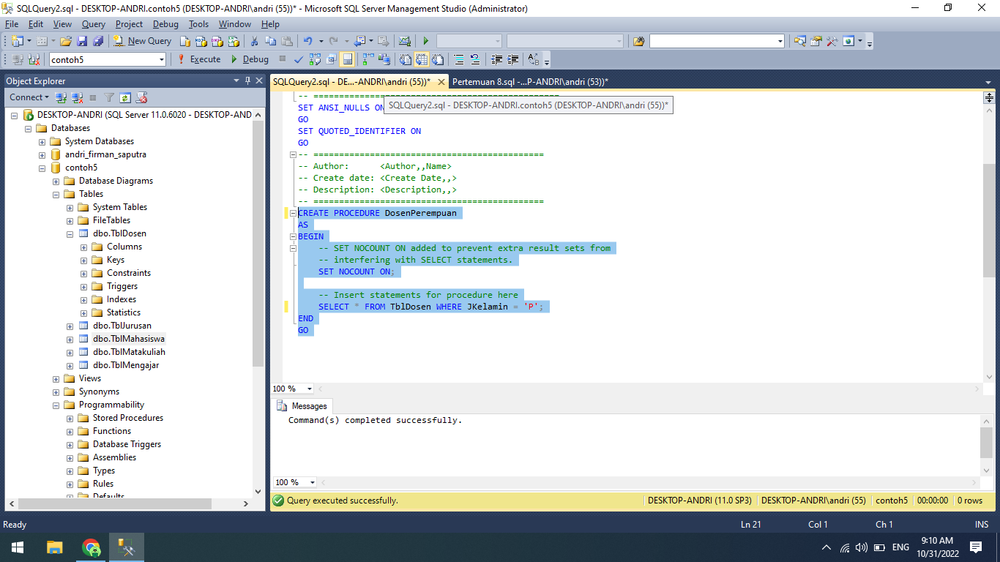 SQLQuery2.sql - DESKTOP-ANDRI.contoh5 (DESKTOP-ANDRI\andri (55))* - Microsoft SQL Server Management Studio (Administrator)
File Edit View Query Project Debug Tools Window Help
New Query
contoh5 Execute Debug
Object Explorer
Connect
DESKTOP-ANDRI (SQL Server 11.0.6020 - DESKTOP-AND
Databases
System Databases
andri_firman_saputra
contoh5
Database Diagrams
Tables
System Tables
FileTables
dbo.TblDosen
Columns
Keys
Constraints
Triggers
Indexes
Statistics
dbo.TblJurusan
dbo.TblMahasiswa
dbo.TblMatakuliah
dbo.TblMengajar
Views
Synonyms
Programmability
Stored Procedures
Functions
Database Triggers
Assemblies
Types
Rules
Defaults
SQLQuery2.sql - DE...-ANDRI\andri (55))* Pertemuan 8.sql -...P-ANDRI\andri (53))*
-- ================================================
SQLQuery2.sql - DESKTOP-ANDRI.contoh5 (DESKTOP-ANDRI\andri (55))*
SET ANSI_NULLS ON
GO
SET QUOTED_IDENTIFIER ON
GO
-- =============================================
-- Author: <Author,,Name>
-- Create date: <Create Date,,>
-- Description: <Description,,>
-- =============================================
CREATE PROCEDURE DosenPerempuan
AS
BEGIN
-- SET NOCOUNT ON added to prevent extra result sets from
-- interfering with SELECT statements.
SET NOCOUNT ON;
-- Insert statements for procedure here
SELECT * FROM TblDosen WHERE JKelamin = 'P';
END
GO
100 %
Messages
Command(s) completed successfully.
100 %
Query executed successfully. DESKTOP-ANDRI (11.0 SP3) DESKTOP-ANDRI\andri (55) contoh5 00:00:00 0 rows
Ready Ln 21 Col 1 Ch 1 INS
ENG 9:10 AM
10/31/2022